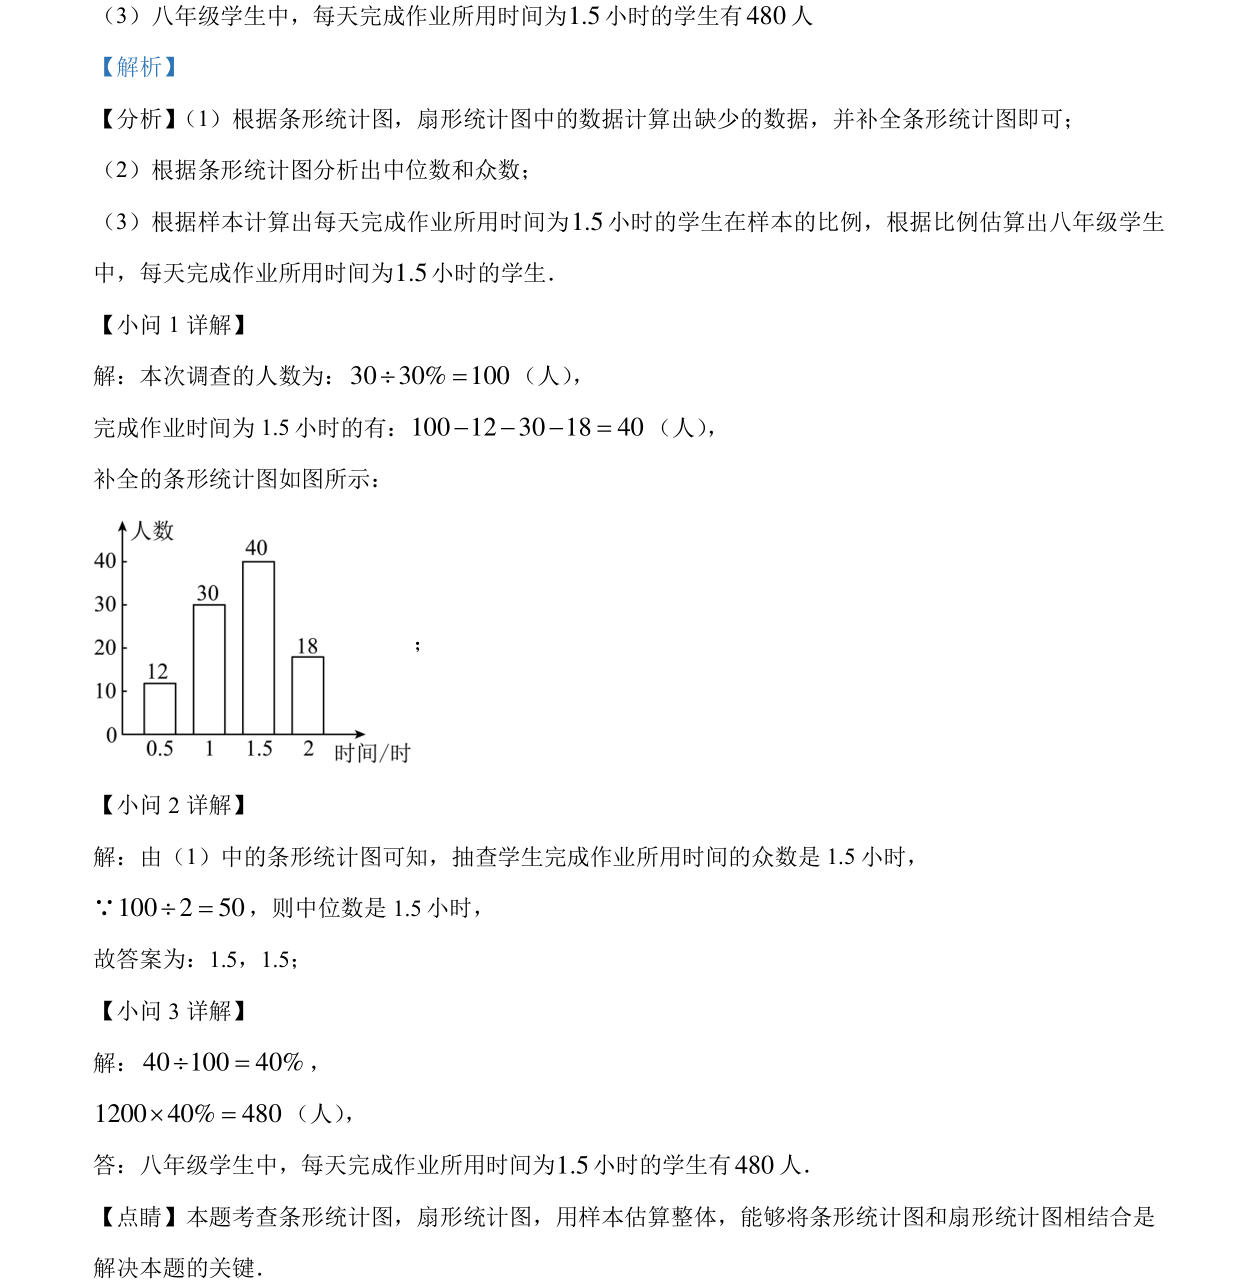 （3）八年级学生中，每天完成作业所用时间为1.5小时的学生有480人
【解析】
【分析】（1）根据条形统计图，扇形统计图中的数据计算出缺少的数据，并补全条形统计图即可；
（2）根据条形统计图分析出中位数和众数；
（3）根据样本计算出每天完成作业所用时间为1.5小时的学生在样本的比例，根据比例估算出八年级学生
中，每天完成作业所用时间为1.5小时的学生．
【小问 1 详解】
解：本次调查的人数为：30÷30%=100（人），
完成作业时间为 1.5 小时的有：100−12−30−18=40（人），
补全的条形统计图如图所示：
人数
40
40
30
30
20
18
；
12
10
0
0.5 1 1.5 2 时间/时
【小问 2 详解】
解：由（1）中的条形统计图可知，抽查学生完成作业所用时间的众数是 1.5 小时，
∵100÷2=50，则中位数是 1.5 小时，
故答案为：1.5，1.5；
【小问 3 详解】
解：40÷100=40%，
1200×40%=480（人），
答：八年级学生中，每天完成作业所用时间为1.5小时的学生有480人．
【点睛】本题考查条形统计图，扇形统计图，用样本估算整体，能够将条形统计图和扇形统计图相结合是
解决本题的关键．